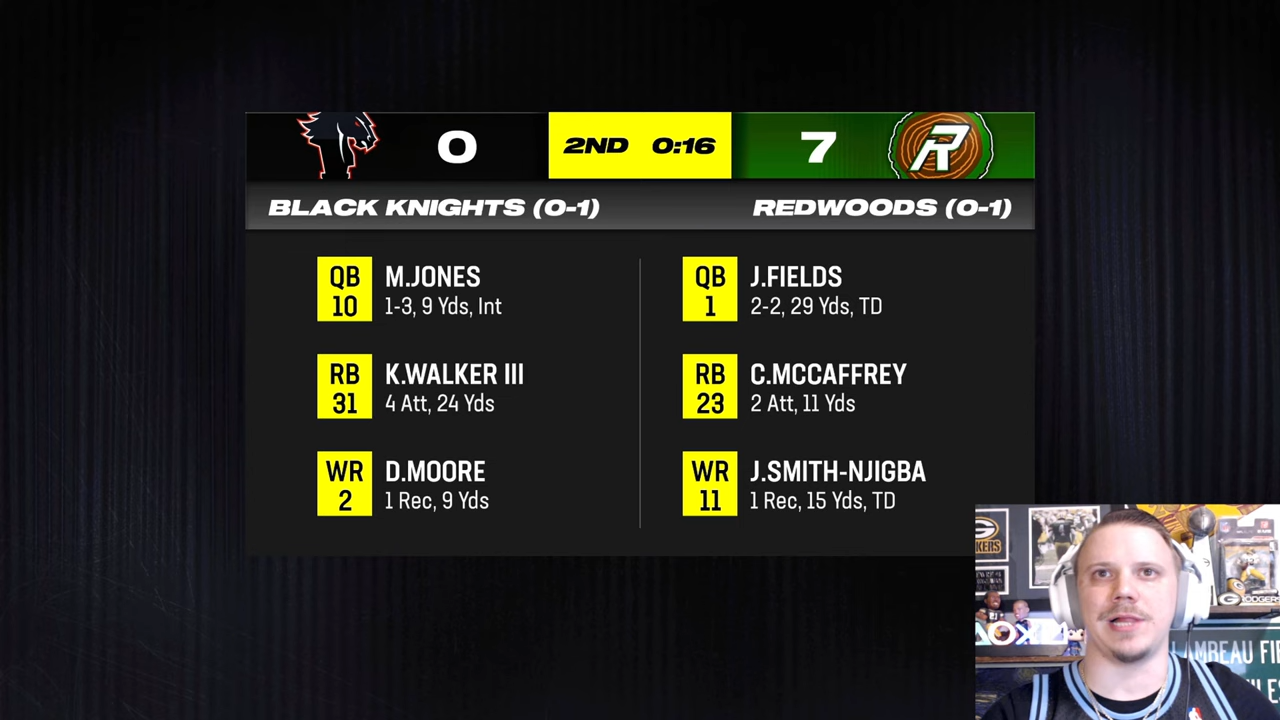 0
2ND 0:16
7
R
BLACK KNIGHTS (0-1)
REDWOODS (0-1)
QB
10
M.JONES
1-3, 9 Yds, Int
QB
1
J.FIELDS
2-2, 29 Yds, TD
RB
31
K.WALKER III
4 Att, 24 Yds
RB
23
C.MCCAFFREY
2 Att, 11 Yds
WR
2
D.MOORE
1 Rec, 9 Yds
WR
11
J.SMITH-NJIGBA
1 Rec, 15 Yds, TD
G
KERS
G